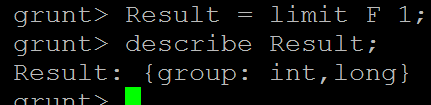 grunt> Result = limit F 1;
grunt> describe Result;
Result: {group: int,long}
grunt>